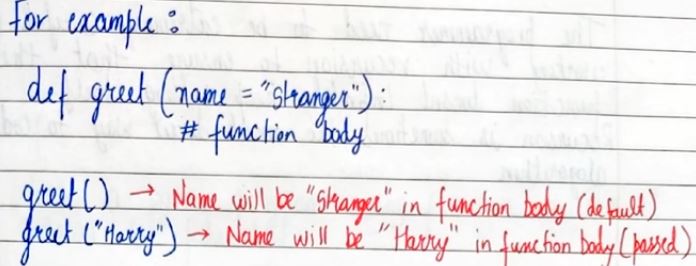 for example :
def greet (name = "Stranger") :
# function body
greet() → Name will be "Stranger" in function body (default)
greet ("Harry") → Name will be "Harry" in function body (passed)